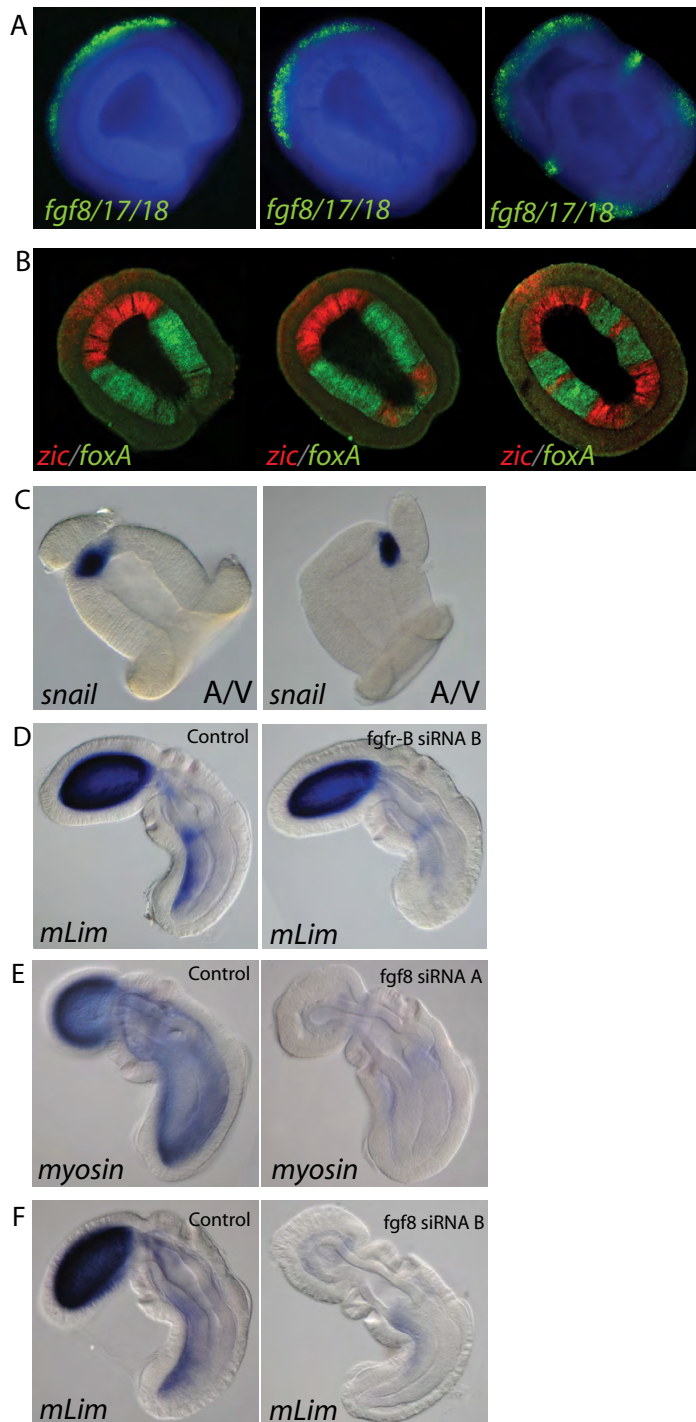 A
fgf8/17/18
fgf8/17/18
fgf8/17/18
B
zic/foxA
zic/foxA
zic/foxA
C
snail
A/V
snail
A/V
D
Control
mLim
fgfr-B siRNA B
mLim
E
Control
myosin
fgf8 siRNA A
myosin
F
Control
mLim
fgf8 siRNA B
mLim